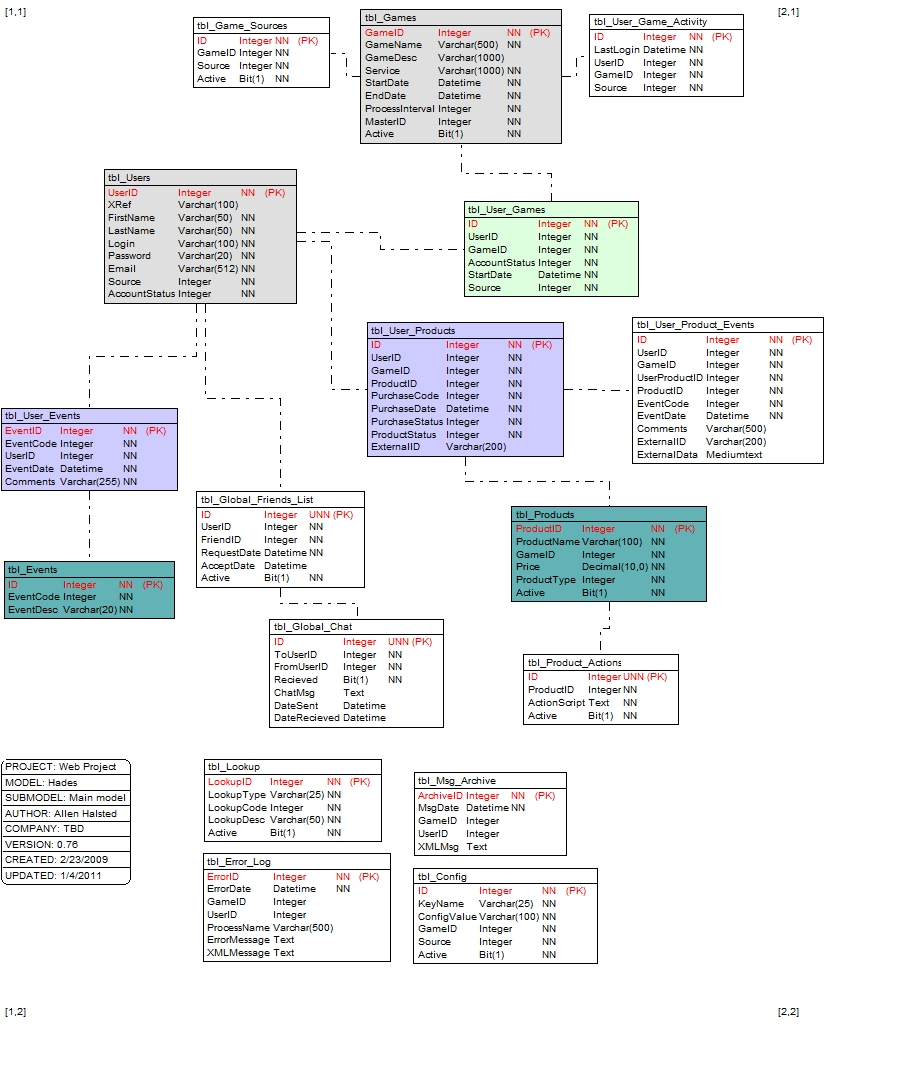 [1,1]
[2,1]
tbl_Game_Sources
ID Integer NN (PK)
GameID Integer NN
Source Integer NN
Active Bit(1) NN
tbl_Games
GameID Integer NN (PK)
GameName Varchar(500) NN
GameDesc Varchar(1000)
Service Varchar(1000) NN
StartDate Datetime NN
EndDate Datetime NN
ProcessInterval Integer NN
MasterID Integer NN
Active Bit(1) NN
tbl_User_Game_Activity
ID Integer NN (PK)
LastLogin Datetime NN
UserID Integer NN
GameID Integer NN
Source Integer NN
tbl_Users
UserID Integer NN (PK)
XRef Varchar(100)
FirstName Varchar(50) NN
LastName Varchar(50) NN
Login Varchar(100) NN
Password Varchar(20) NN
Email Varchar(512) NN
Source Integer NN
AccountStatus Integer NN
tbl_User_Games
ID Integer NN (PK)
UserID Integer NN
GameID Integer NN
AccountStatus Integer NN
StartDate Datetime NN
Source Integer NN
tbl_User_Products
ID Integer NN (PK)
UserID Integer NN
GameID Integer NN
ProductID Integer NN
PurchaseCode Integer NN
PurchaseDate Datetime NN
PurchaseStatus Integer NN
ProductStatus Integer NN
ExternalID Varchar(200)
tbl_User_Product_Events
ID Integer NN (PK)
UserID Integer NN
GameID Integer NN
UserProductID Integer NN
ProductID Integer NN
EventCode Integer NN
EventDate Datetime NN
Comments Varchar(500)
ExternalID Varchar(200)
ExternalData Mediumtext
tbl_User_Events
EventID Integer NN (PK)
EventCode Integer NN
UserID Integer NN
EventDate Datetime NN
Comments Varchar(255) NN
tbl_Global_Friends_List
ID Integer UNN (PK)
UserID Integer NN
FriendID Integer NN
RequestDate Datetime NN
AcceptDate Datetime
Active Bit(1) NN
tbl_Products
ProductID Integer NN (PK)
ProductName Varchar(100) NN
GameID Integer NN
Price Decimal(10,0) NN
ProductType Integer NN
Active Bit(1) NN
tbl_Events
ID Integer NN (PK)
EventCode Integer NN
EventDesc Varchar(20) NN
tbl_Global_Chat
ID Integer UNN (PK)
ToUserID Integer NN
FromUserID Integer NN
Recieved Bit(1) NN
ChatMsg Text
DateSent Datetime
DateRecieved Datetime
tbl_Product_Actions
ID Integer UNN (PK)
ProductID Integer NN
ActionScript Text NN
Active Bit(1) NN
PROJECT: Web Project
MODEL: Hades
SUBMODEL: Main model
AUTHOR: Allen Halsted
COMPANY: TBD
VERSION: 0.76
CREATED: 2/23/2009
UPDATED: 1/4/2011
tbl_Lookup
LookupID Integer NN (PK)
LookupType Varchar(25) NN
LookupCode Integer NN
LookupDesc Varchar(50) NN
Active Bit(1) NN
tbl_Msg_Archive
ArchiveID Integer NN (PK)
MsgDate Datetime NN
GameID Integer
UserID Integer
XMLMsg Text
tbl_Error_Log
ErrorID Integer NN (PK)
ErrorDate Datetime NN
GameID Integer
UserID Integer
ProcessName Varchar(500)
ErrorMessage Text
XMLMessage Text
tbl_Config
ID Integer NN (PK)
KeyName Varchar(25) NN
ConfigValue Varchar(100) NN
GameID Integer NN
Source Integer NN
Active Bit(1) NN
[1,2]
[2,2]